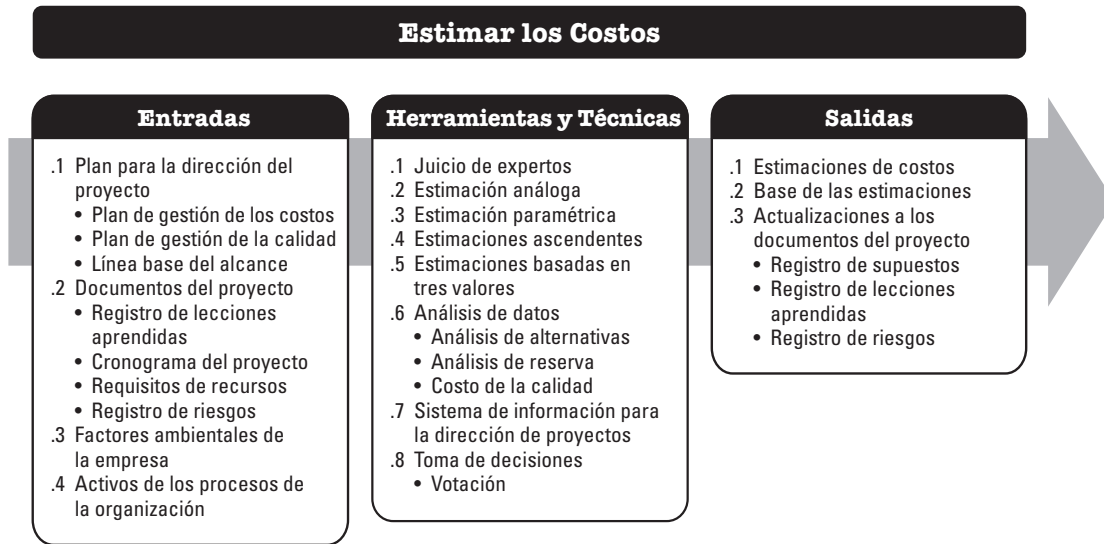 Estimar los Costos
Entradas
.1 Plan para la dirección del
proyecto
• Plan de gestión de los costos
• Plan de gestión de la calidad
• Línea base del alcance
.2 Documentos del proyecto
• Registro de lecciones
aprendidas
• Cronograma del proyecto
• Requisitos de recursos
• Registro de riesgos
.3 Factores ambientales de
la empresa
.4 Activos de los procesos de
la organización
Herramientas y Técnicas
.1 Juicio de expertos
.2 Estimación análoga
.3 Estimación paramétrica
.4 Estimaciones ascendentes
.5 Estimaciones basadas en
tres valores
.6 Análisis de datos
• Análisis de alternativas
• Análisis de reserva
• Costo de la calidad
.7 Sistema de información para
la dirección de proyectos
.8 Toma de decisiones
• Votación
Salidas
.1 Estimaciones de costos
.2 Base de las estimaciones
.3 Actualizaciones a los
documentos del proyecto
• Registro de supuestos
• Registro de lecciones
aprendidas
• Registro de riesgos